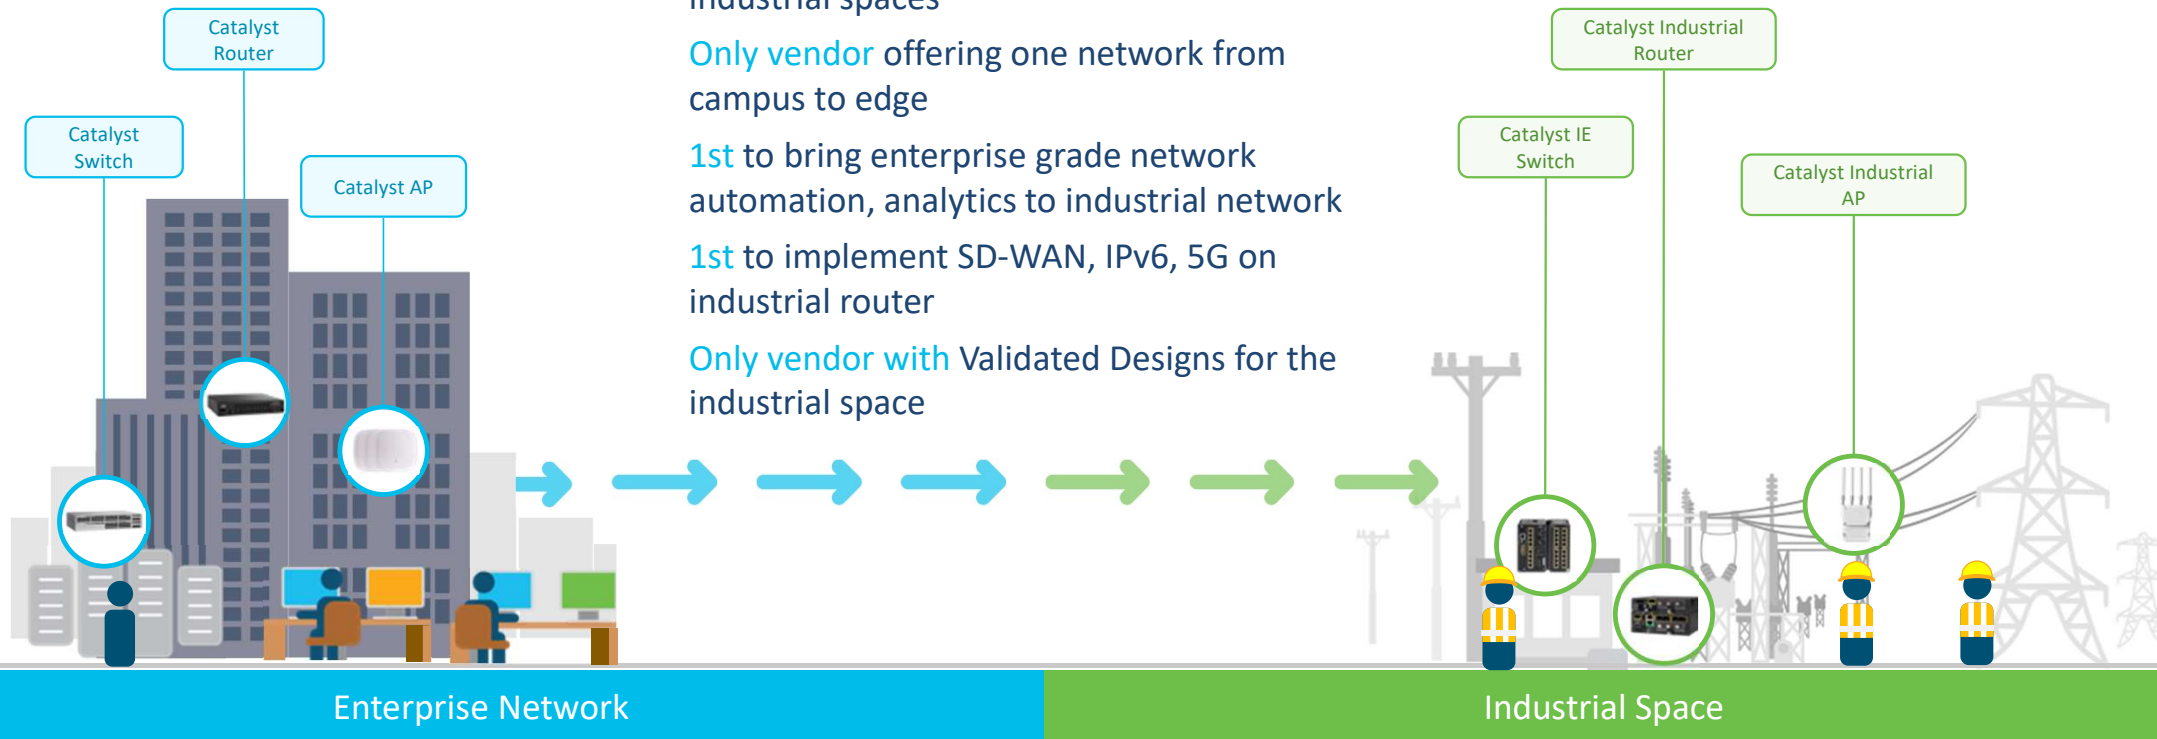 industrial spaces
Only vendor offering one network from
campus to edge
1st to bring enterprise grade network
automation, analytics to industrial network
1st to implement SD-WAN, IPv6, 5G on
industrial router
Only vendor with Validated Designs for the
industrial space
Catalyst
Router
Catalyst
Switch
Catalyst AP
Catalyst Industrial
Router
Catalyst IE
Switch
Catalyst Industrial
AP
Enterprise Network
Industrial Space